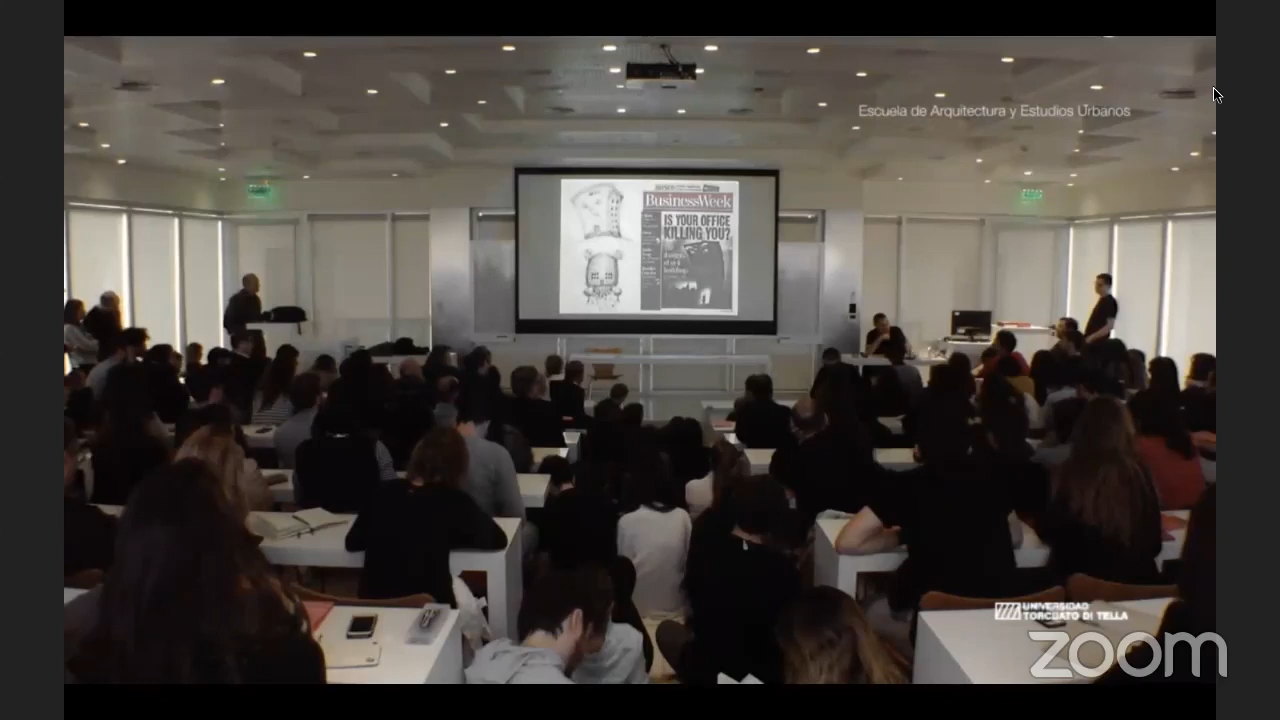 Escuela de Arquitectura y Estudios Urbanos
BusinessWeek
IS YOUR OFFICE
KILLING YOU?
UNIVERSIDAD
TORCUATO DI TELLA
zoom